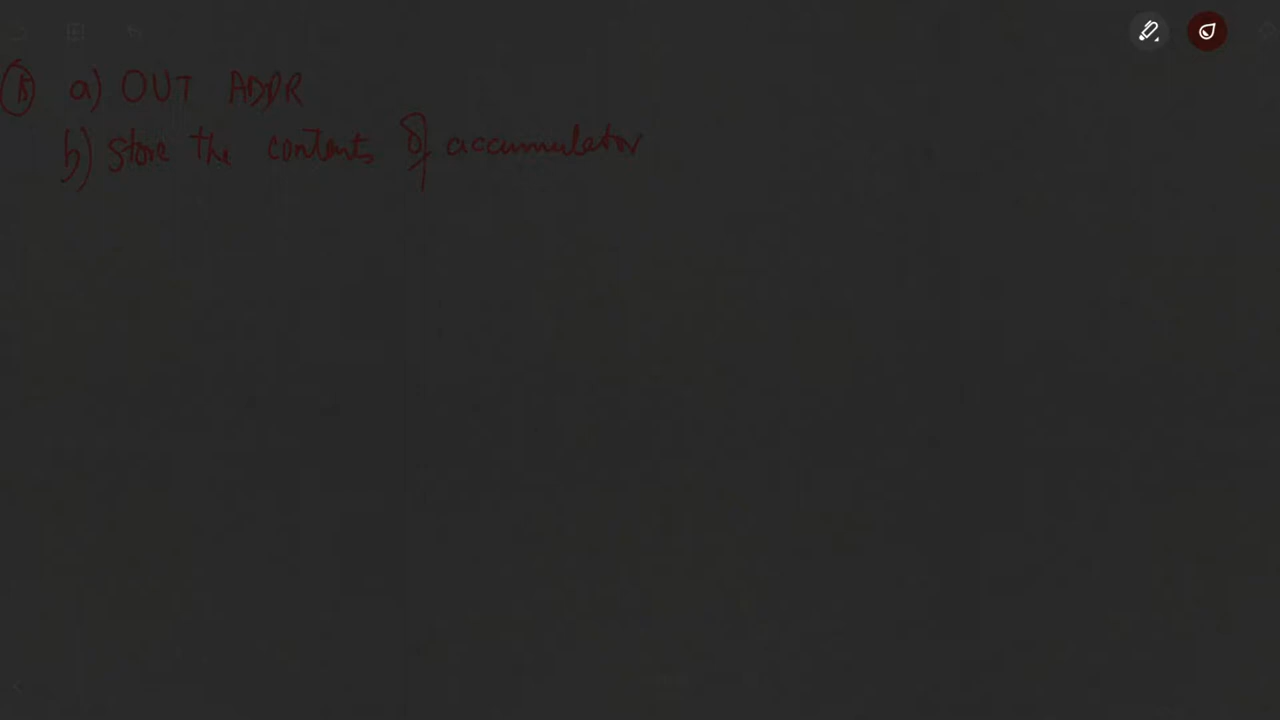 a) OUT ADDR
b) Store the contents of accumulator